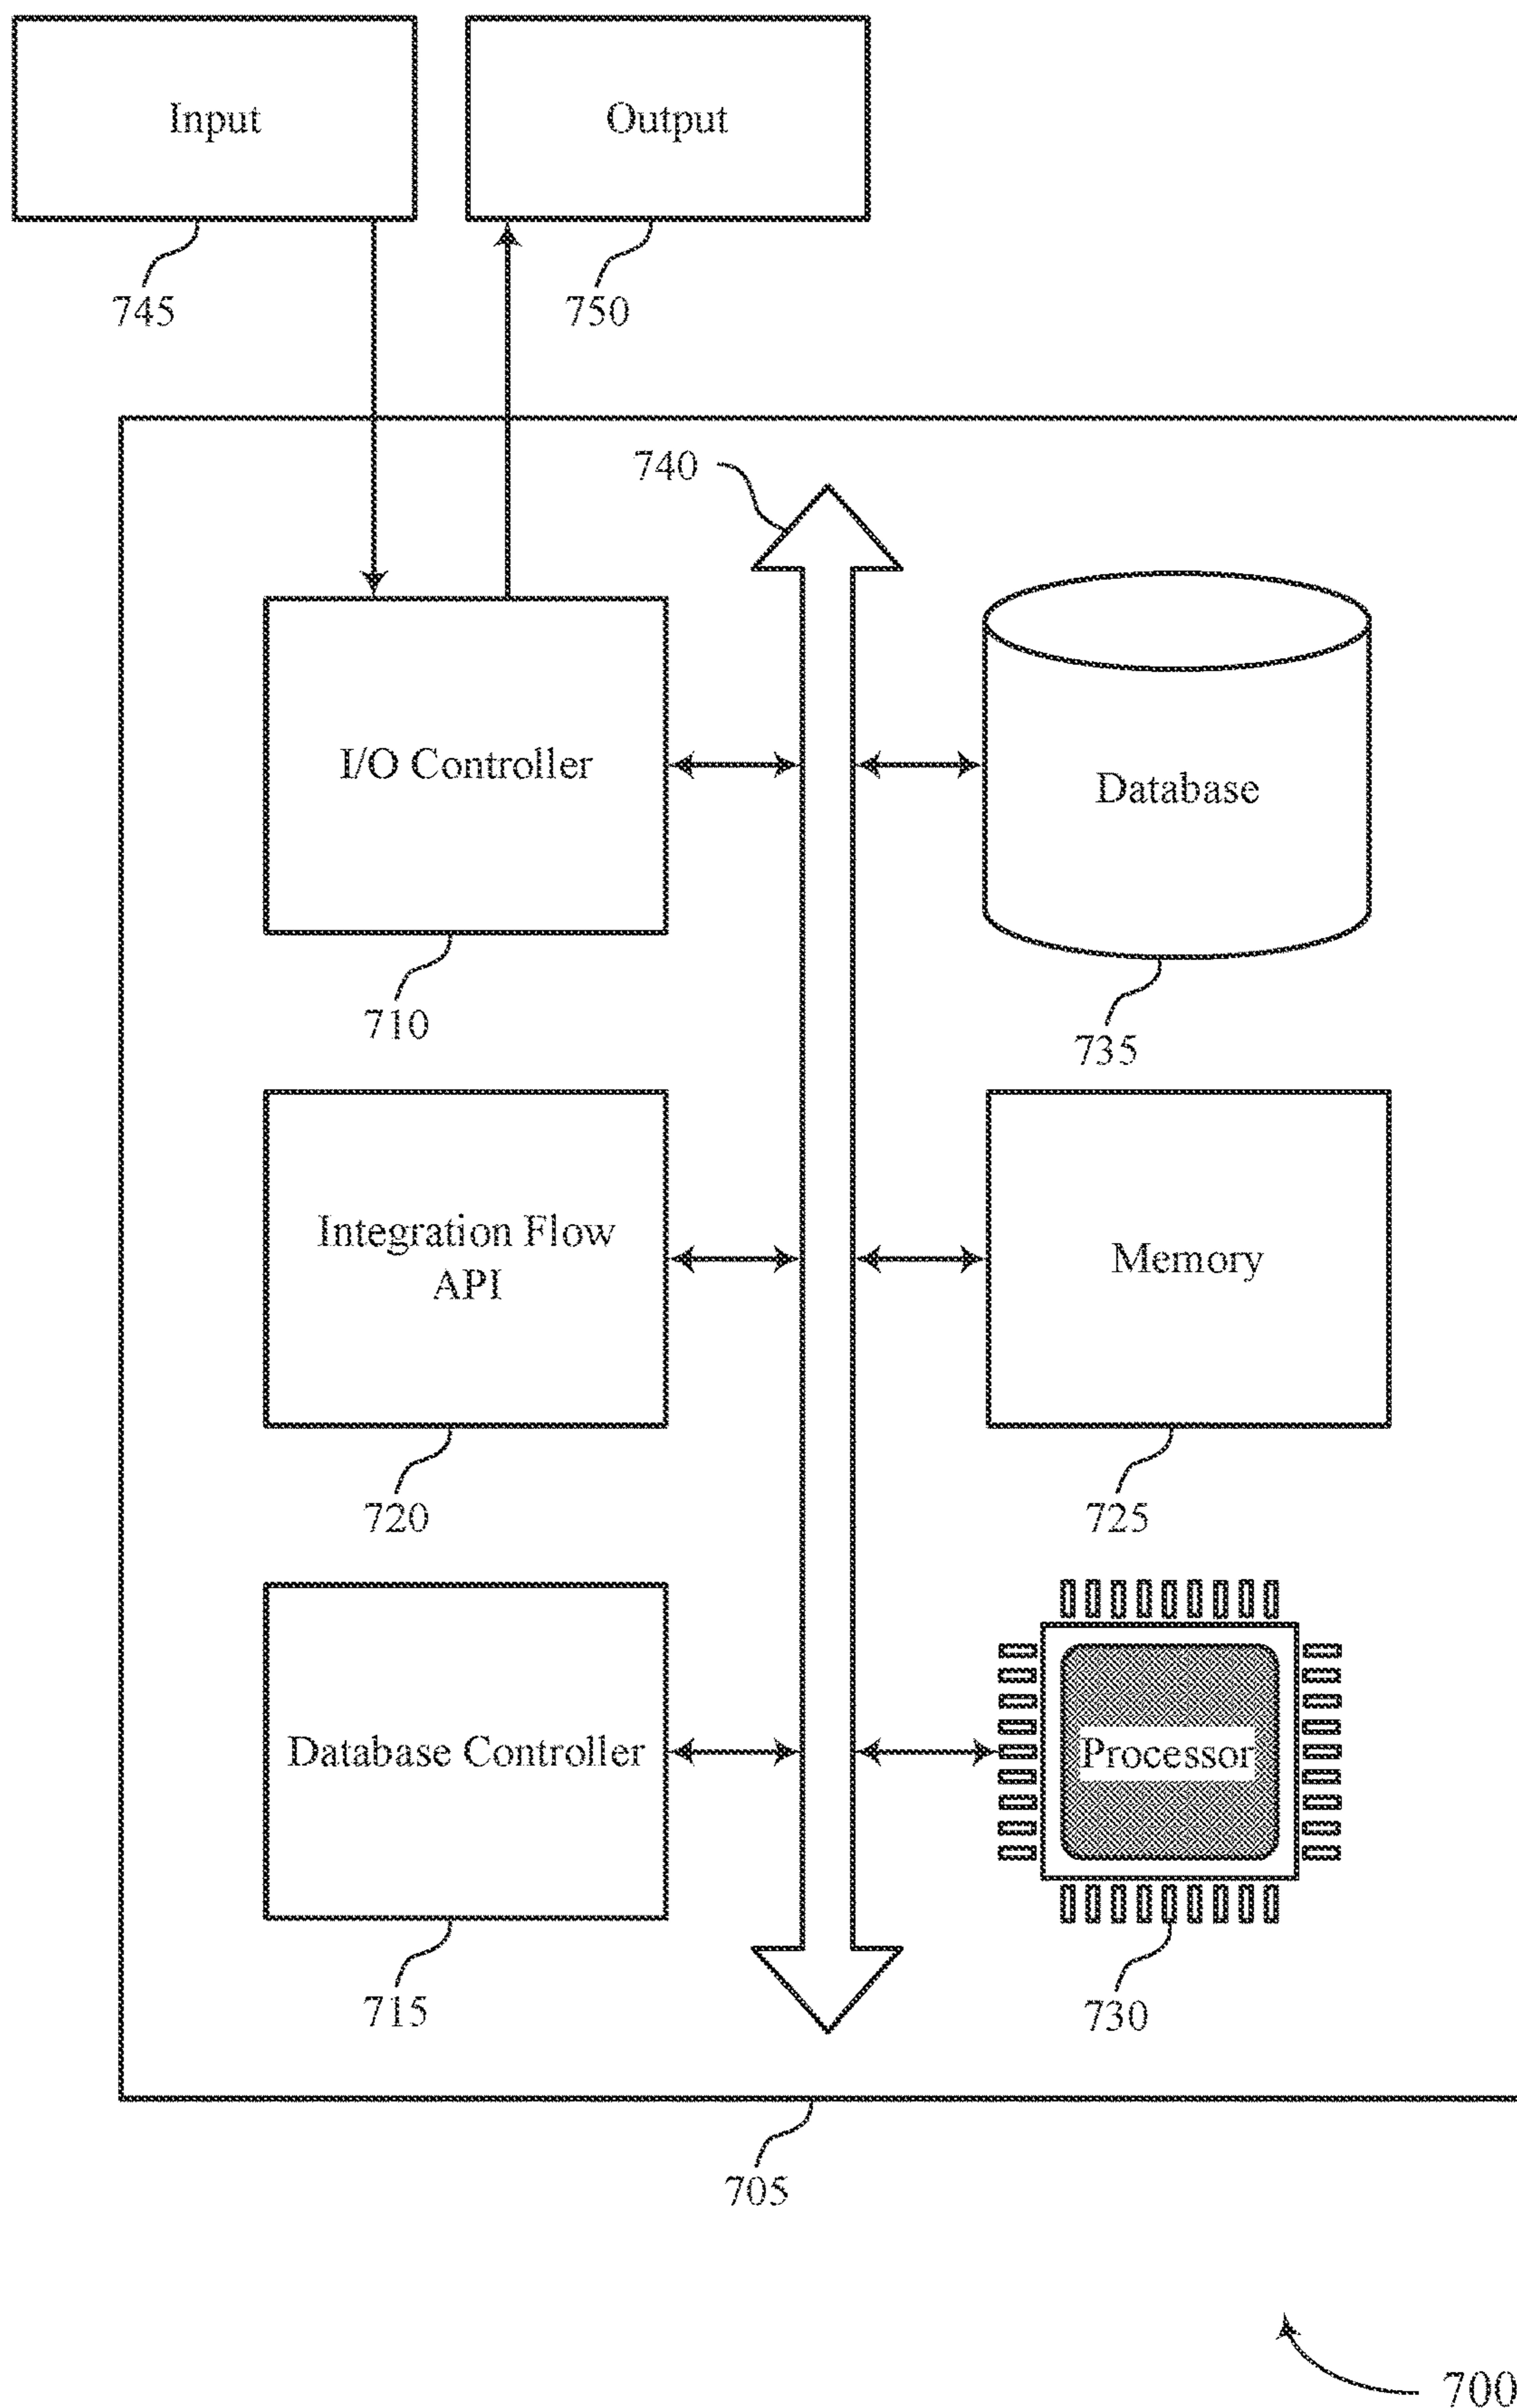 Input
Output
745
750
740
I/O Controller
Database
710
735
Integration Flow
API
Memory
720
725
Database Controller
Processor
715
730
705
700